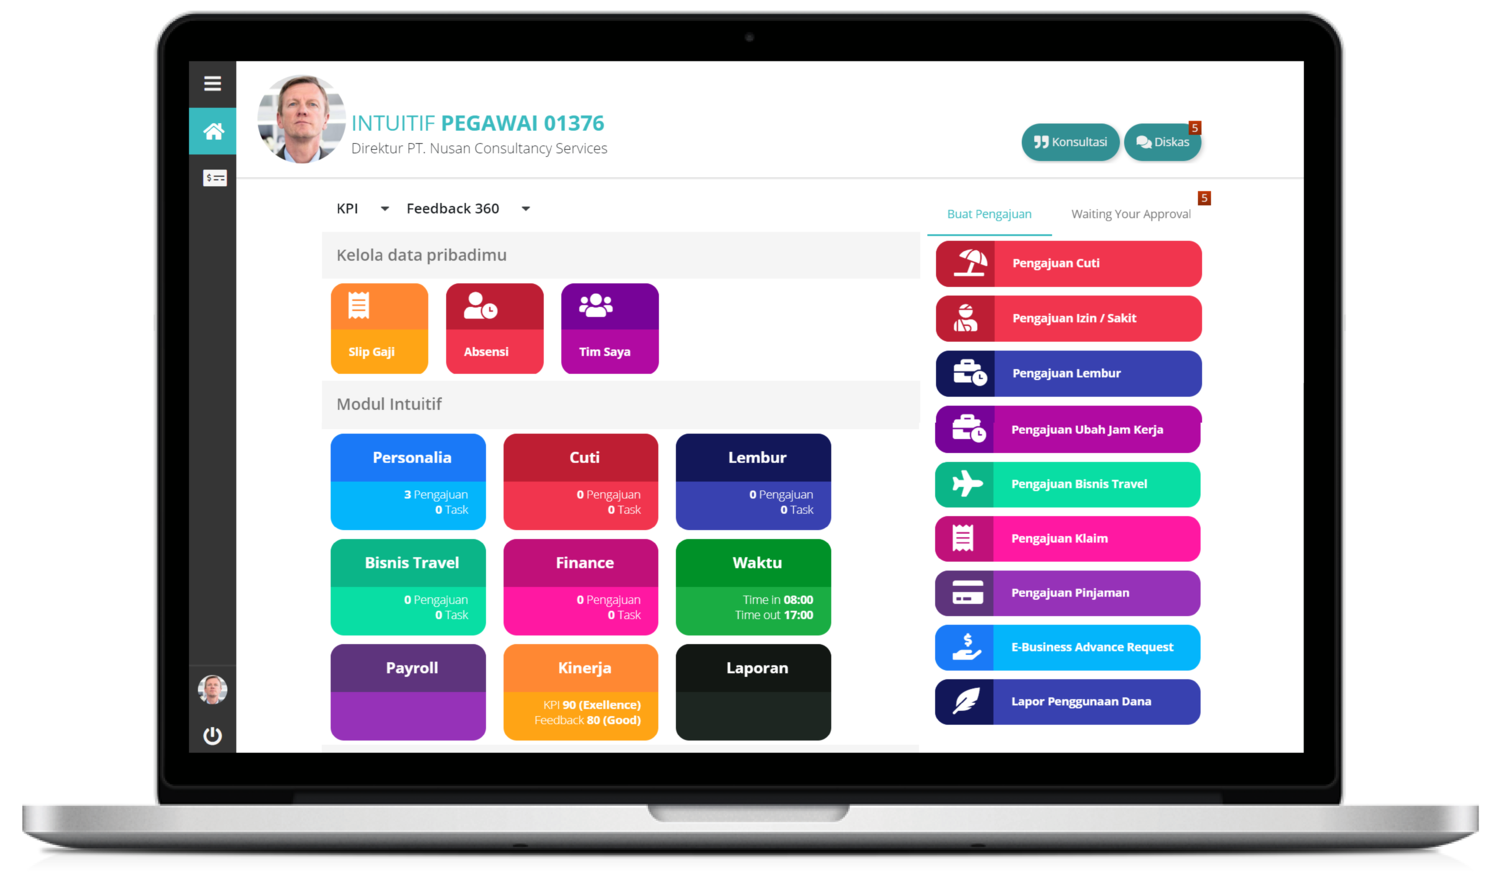 INTUITIF PEGAWAI 01376
Direktur PT. Nusan Consultancy Services
Konsultasi
Diskas
5
KPI
Feedback 360
Buat Pengajuan
Waiting Your Approval
5
Kelola data pribadimu
Slip Gaji
Absensi
Tim Saya
Modul Intuitif
Personalia
3 Pengajuan
0 Task
Cuti
0 Pengajuan
0 Task
Lembur
0 Pengajuan
0 Task
Bisnis Travel
0 Pengajuan
0 Task
Finance
0 Pengajuan
0 Task
Waktu
Time in 08:00
Time out 17:00
Payroll
Kinerja
KPI 90 (Exellence)
Feedback 80 (Good)
Laporan
Pengajuan Cuti
Pengajuan Izin / Sakit
Pengajuan Lembur
Pengajuan Ubah Jam Kerja
Pengajuan Bisnis Travel
Pengajuan Klaim
Pengajuan Pinjaman
E-Business Advance Request
Lapor Penggunaan Dana